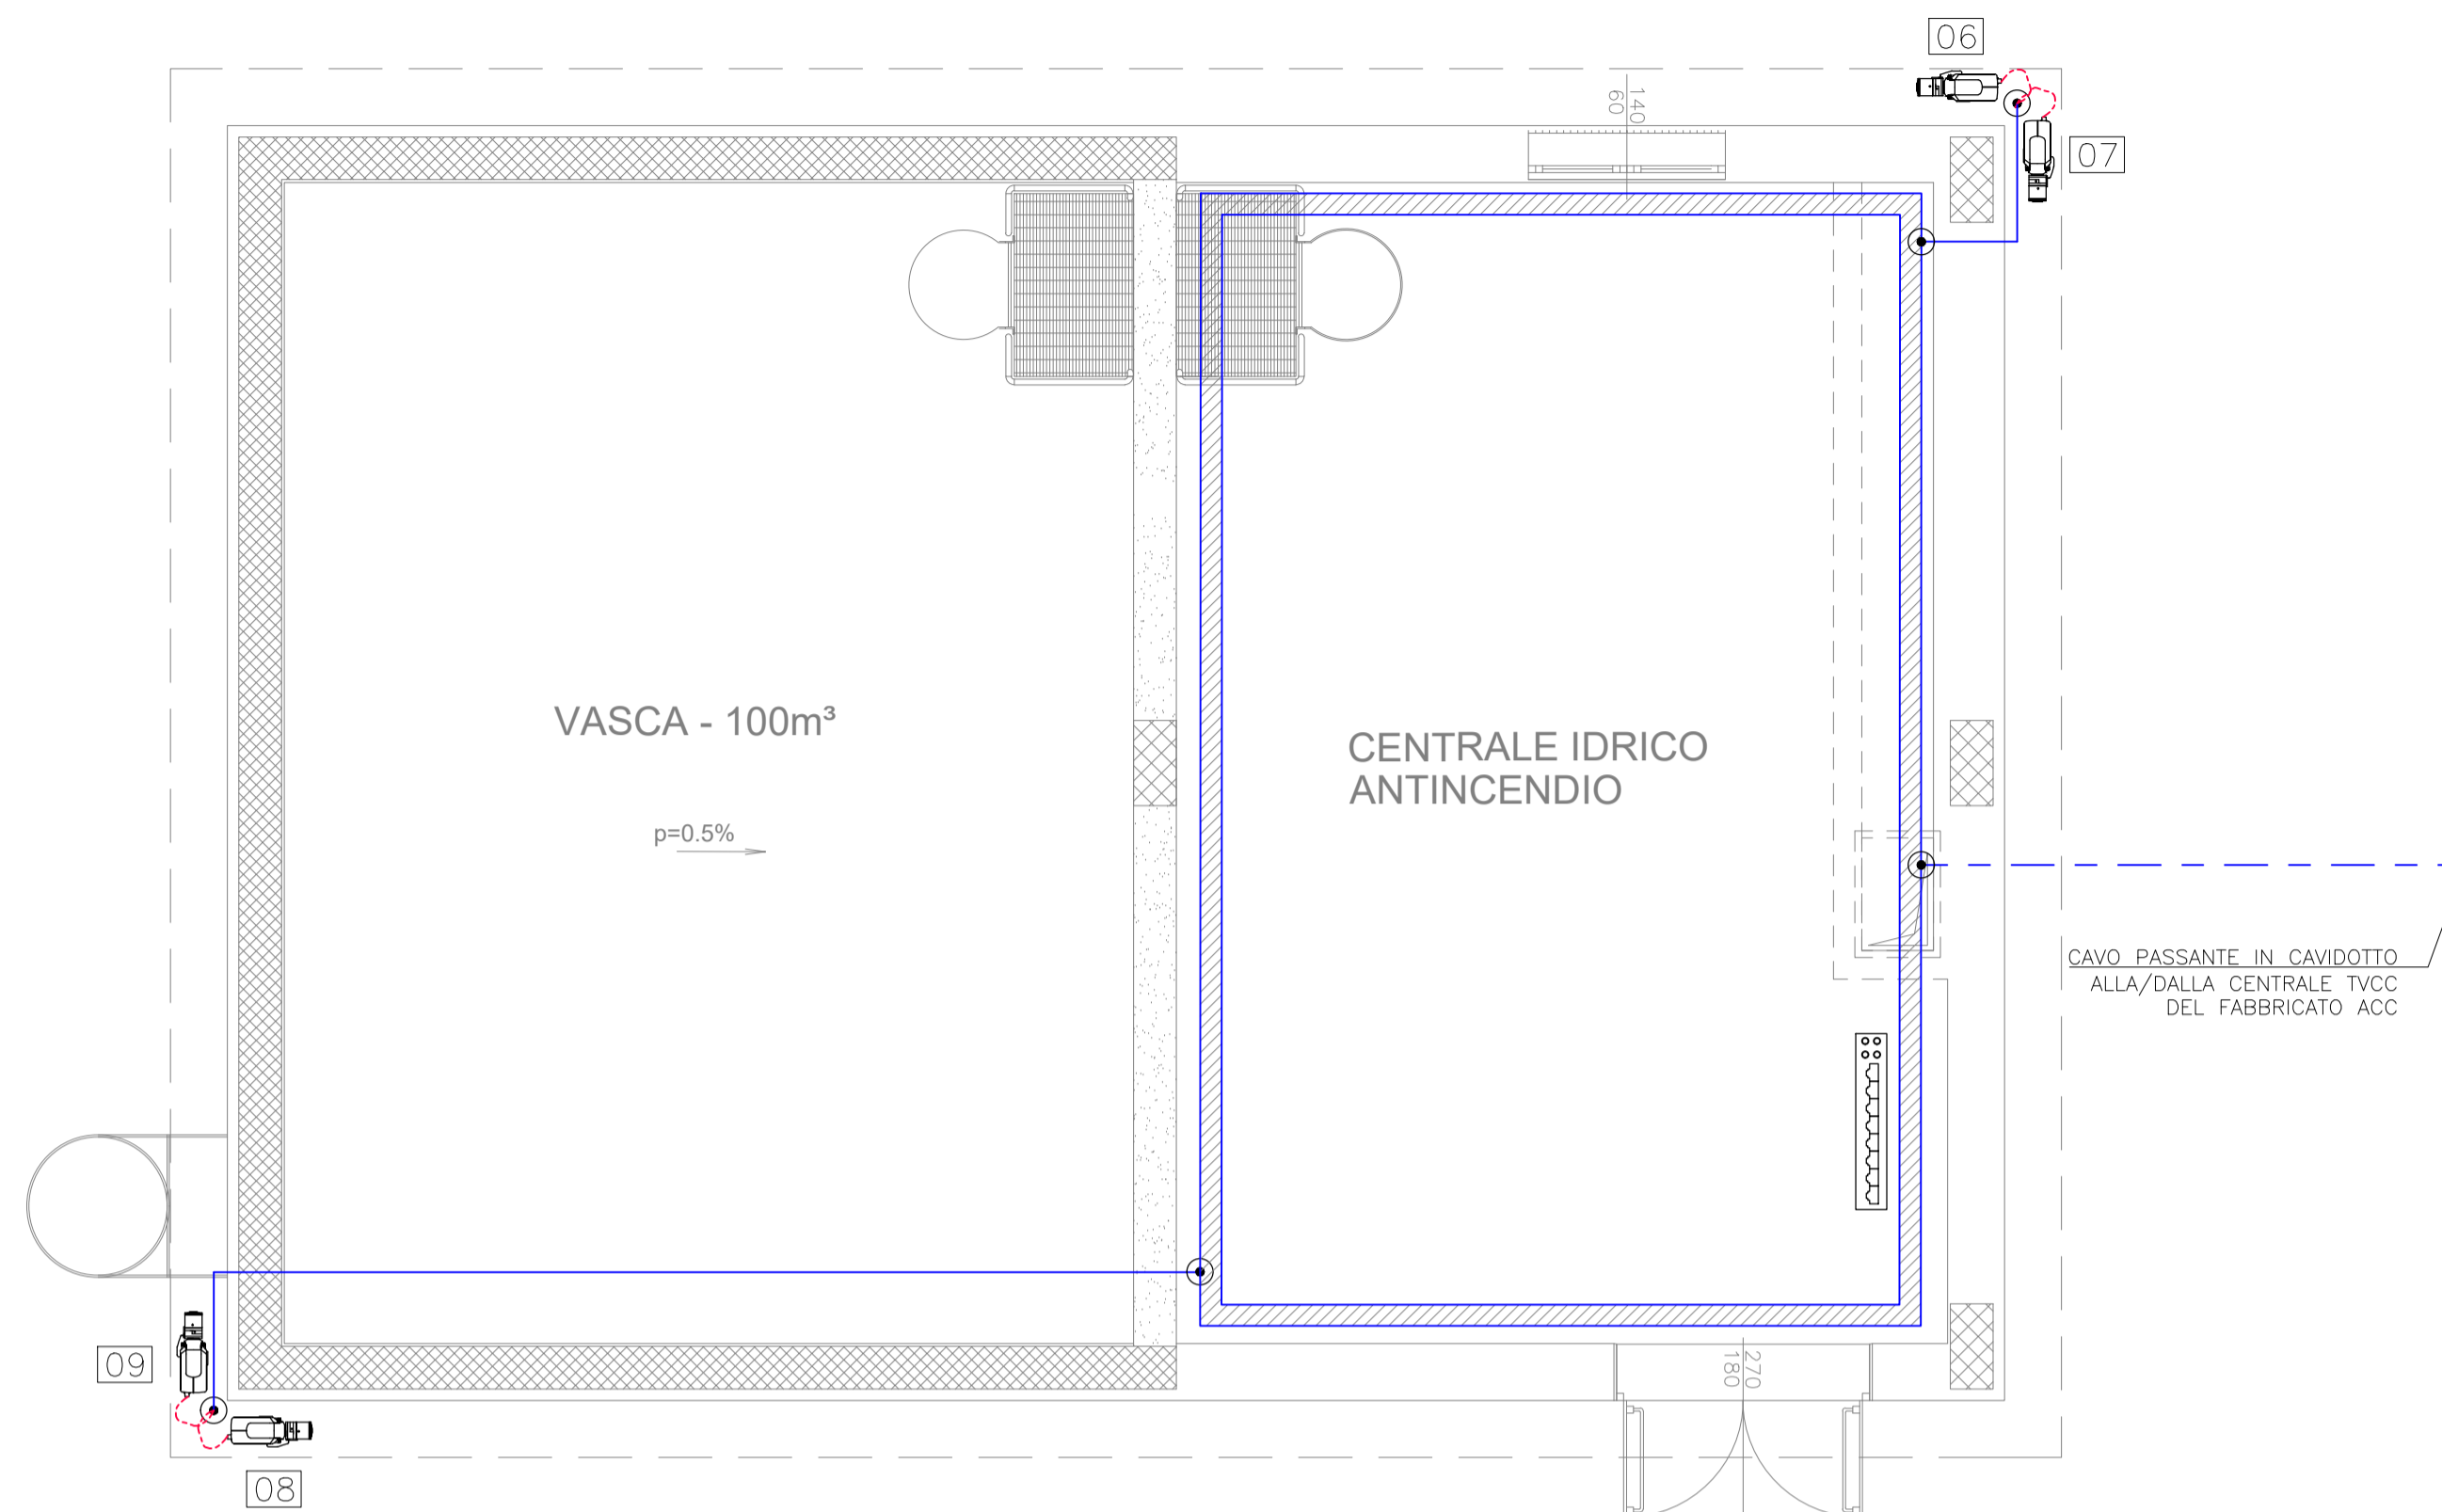 06
07
140
60
VASCA - 100m³
p=0.5%
CENTRALE IDRICO
ANTINCENDIO
CAVO PASSANTE IN CAVIDOTTO
ALLA/DALLA CENTRALE TVCC
DEL FABBRICATO ACC
09
08
270
180